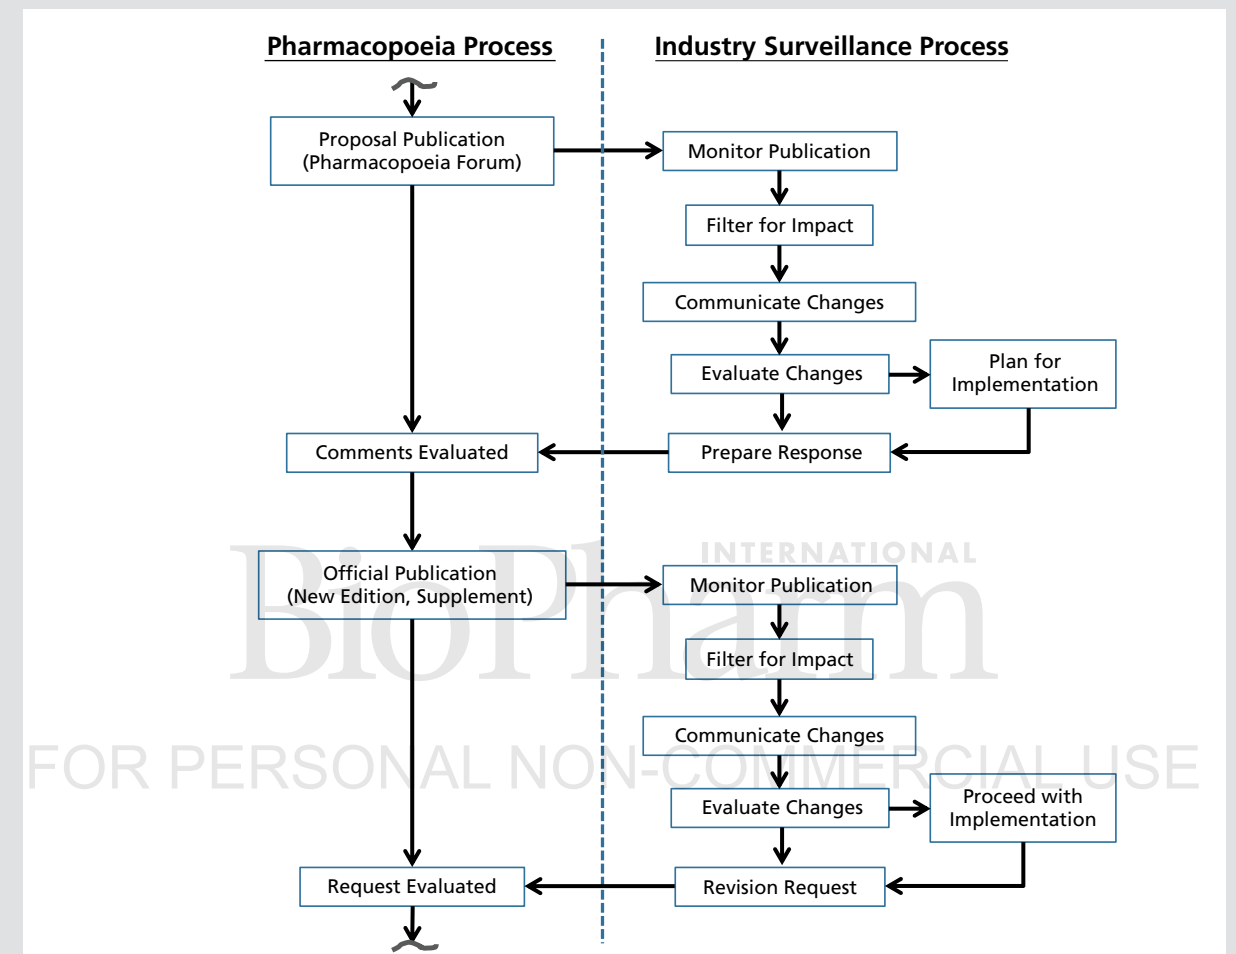 Pharmacopoeia Process
Industry Surveillance Process
Proposal Publication
(Pharmacopoeia Forum)
Monitor Publication
Filter for Impact
Communicate Changes
Evaluate Changes
Plan for
Implementation
Comments Evaluated
Prepare Response
INTERNATIONAL
BioPharm
Official Publication
(New Edition, Supplement)
Monitor Publication
Filter for Impact
Communicate Changes
FOR PERSONAL NON-COMMERCIAL USE
Evaluate Changes
Proceed with
Implementation
Request Evaluated
Revision Request